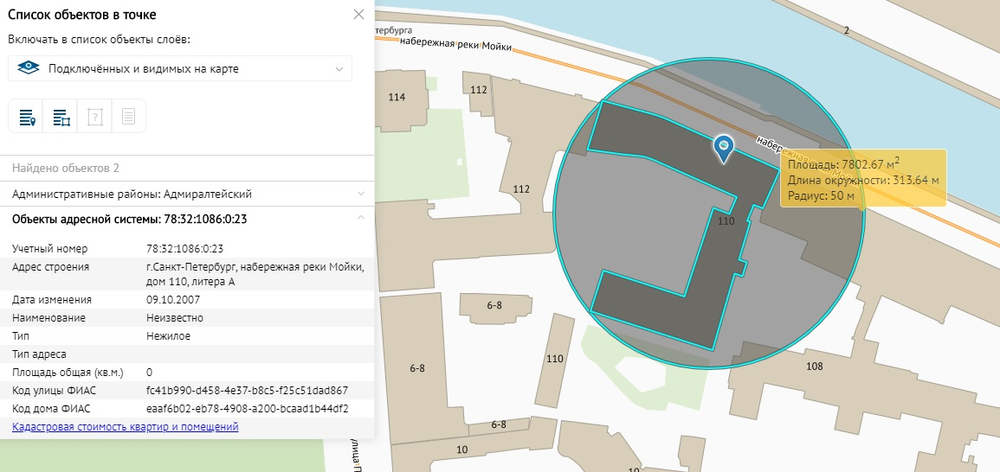 Список объектов в точке
Включать в список объекты слоёв:
Подключённых и видимых на карте
?
Найдено объектов 2
Административные районы: Адмиралтейский
Объекты адресной системы: 78:32:1086:0:23
Учетный номер 78:32:1086:0:23
Адрес строения г.Санкт-Петербург, набережная реки Мойки,
дом 110, литера А
Дата изменения 09.10.2007
Наименование Неизвестно
Тип Нежилое
Тип адреса
Площадь общая (кв.м.) 0
Код улицы ФИАС fc41b990-d458-4e37-b8c5-f25c51dad867
Код дома ФИАС eaaf6b02-eb78-4908-a200-bcaad1b44df2
Кадастровая стоимость квартир и помещений
тербурга
набережная реки Мойки
2
114
112
112
набережная реки Мойки
Площадь: 7802.67 м2
Длина окружности: 313.64 м
Радиус: 50 м
110
6-8
110
6-8
108
6-8
10
10
улица П